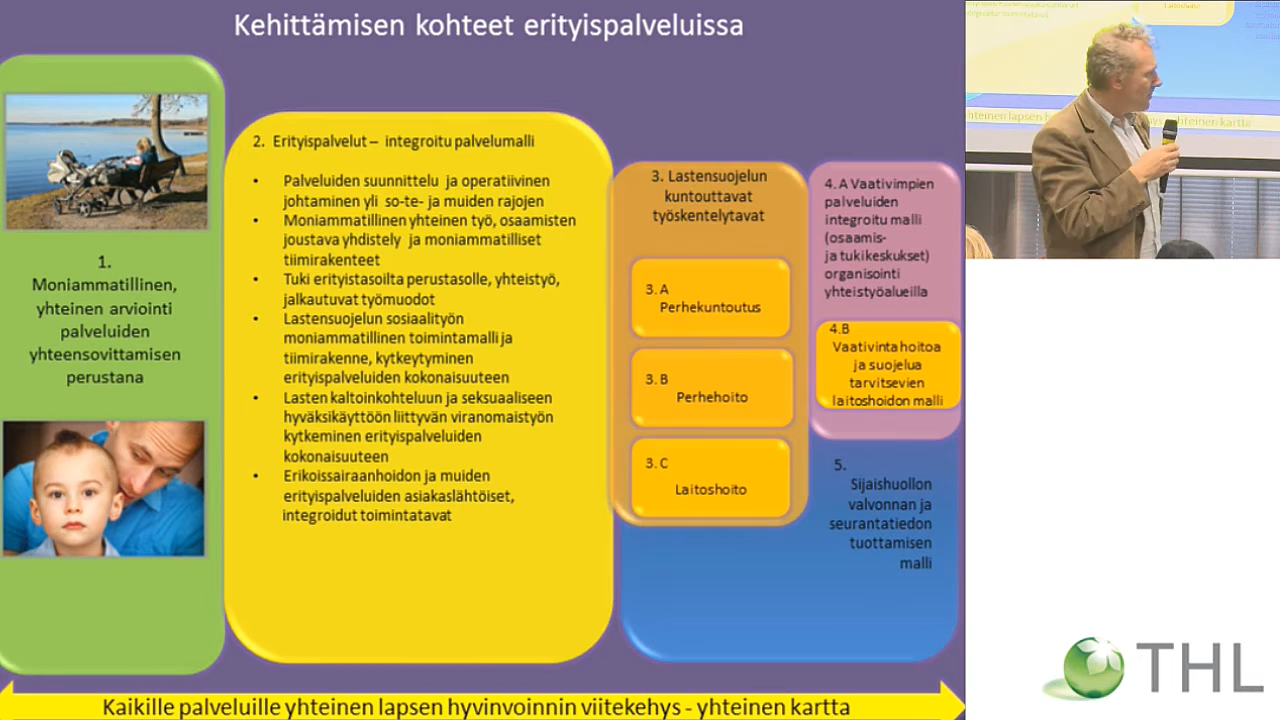 Kehittämisen kohteet erityispalveluissa
1.
Moniammatillinen,
yhteinen arviointi
palveluiden
yhteensovittamisen
perustana
2. Erityispalvelut – integroitu palvelumalli
• Palveluiden suunnittelu ja operatiivinen
johtaminen yli so-te- ja muiden rajojen
• Moniammatillinen yhteinen työ, osaamisten
joustava yhdistely ja moniammatilliset
tiimirakenteet
• Tuki erityistasoilta perustasolle, yhteistyö,
jalkautuvat työmuodot
• Lastensuojelun sosiaalityön
moniammatillinen toimintamalli ja
tiimirakenne, kytkeytyminen
erityispalveluiden kokonaisuuteen
• Lasten kaltoinkohteluun ja seksuaaliseen
hyväksikäyttöön liittyvän viranomaistyön
kytkeminen erityispalveluiden
kokonaisuuteen
• Erikoissairaanhoidon ja muiden
erityispalveluiden asiakaslähtöiset,
integroidut toimintatavat
3. Lastensuojelun
kuntouttavat
työskentelytavat
3. A
Perhekuntoutus
3. B
Perhehoito
3. C
Laitoshoito
4. A Vaativimpien
palveluiden
integroitu malli
(osaamis-
ja tukikeskukset)
organisointi
yhteistyöalueilla
4.B
Vaativinta hoitoa
ja suojelua
tarvitsevien
laitoshoidon malli
5.
Sijaishuollon
valvonnan ja
seurantatiedon
tuottamisen
malli
Kaikille palveluille yhteinen lapsen hyvinvoinnin viitekehys - yhteinen kartta
Laitoshoito
hteinen kartta
THL